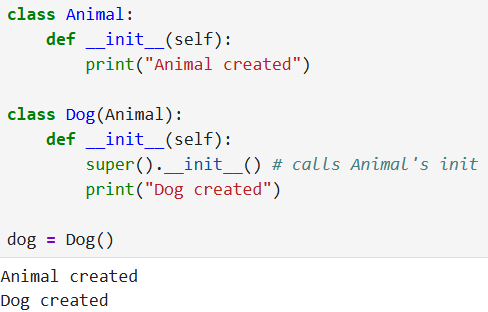 class Animal:
    def __init__(self):
        print("Animal created")

class Dog(Animal):
    def __init__(self):
        super().__init__() # calls Animal's init
        print("Dog created")

dog = Dog()
Animal created
Dog created